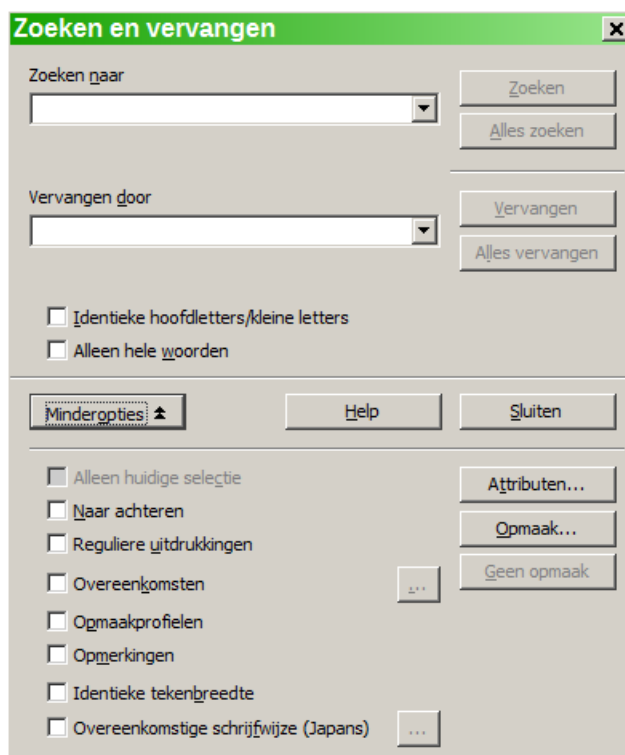 Zoeken en vervangen
Zoeken naar
Zoeken
Alles zoeken
Vervangen door
Vervangen
Alles vervangen
Identieke hoofdletters/kleine letters
Alleen hele woorden
Minderopties
Help
Sluiten
Alleen huidige selectie
Attributen...
Naar achteren
Opmaak...
Reguliere uitdrukkingen
Geen opmaak
Overeenkomsten
...
Opmaakprofielen
Opmerkingen
Identieke tekenbreedte
Overeenkomstige schrijfwijze (Japans)
...